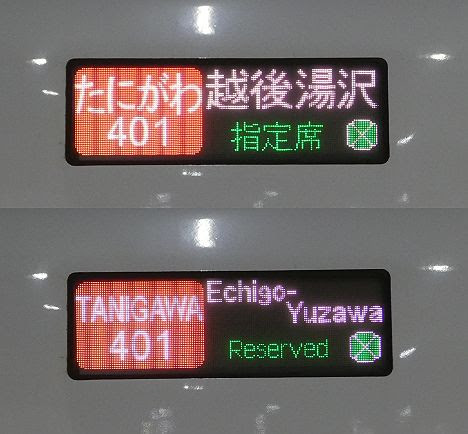 たにがわ 越後湯沢
401 指定席
TANIGAWA Echigo-
Yuzawa
401 Reserved